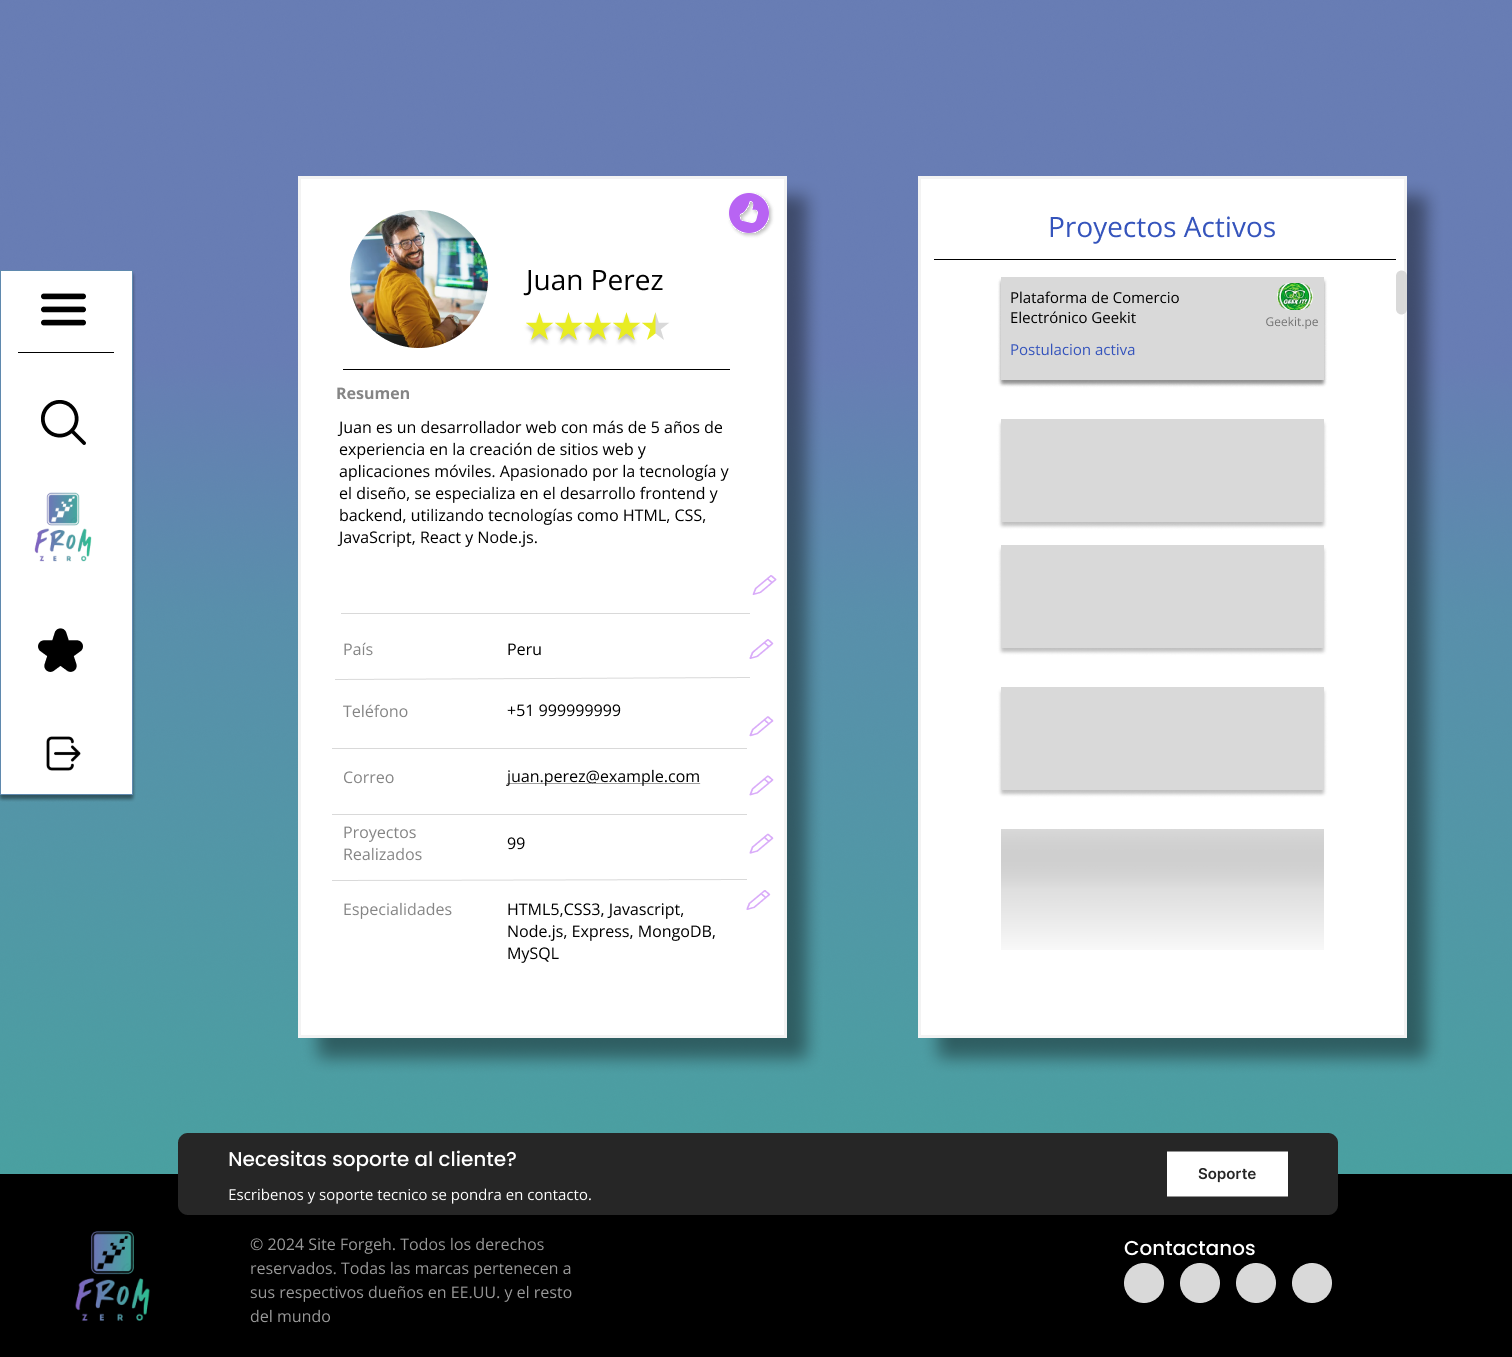 Juan Perez
Resumen
Juan es un desarrollador web con más de 5 años de
experiencia en la creación de sitios web y
aplicaciones móviles. Apasionado por la tecnología y
el diseño, se especializa en el desarrollo frontend y
backend, utilizando tecnologías como HTML, CSS,
JavaScript, React y Node.js.
País
Peru
Teléfono
+51 999999999
Correo
juan.perez@example.com
Proyectos
Realizados
99
Especialidades
HTML5,CSS3, Javascript,
Node.js, Express, MongoDB,
MySQL
Proyectos Activos
Plataforma de Comercio
Electrónico Geekit
GEEK IT!
Geekit.pe
Postulacion activa
FROM
ZERO
Necesitas soporte al cliente?
Escribenos y soporte tecnico se pondra en contacto.
Soporte
FROM
ZERO
© 2024 Site Forgeh. Todos los derechos
reservados. Todas las marcas pertenecen a
sus respectivos dueños en EE.UU. y el resto
del mundo
Contactanos